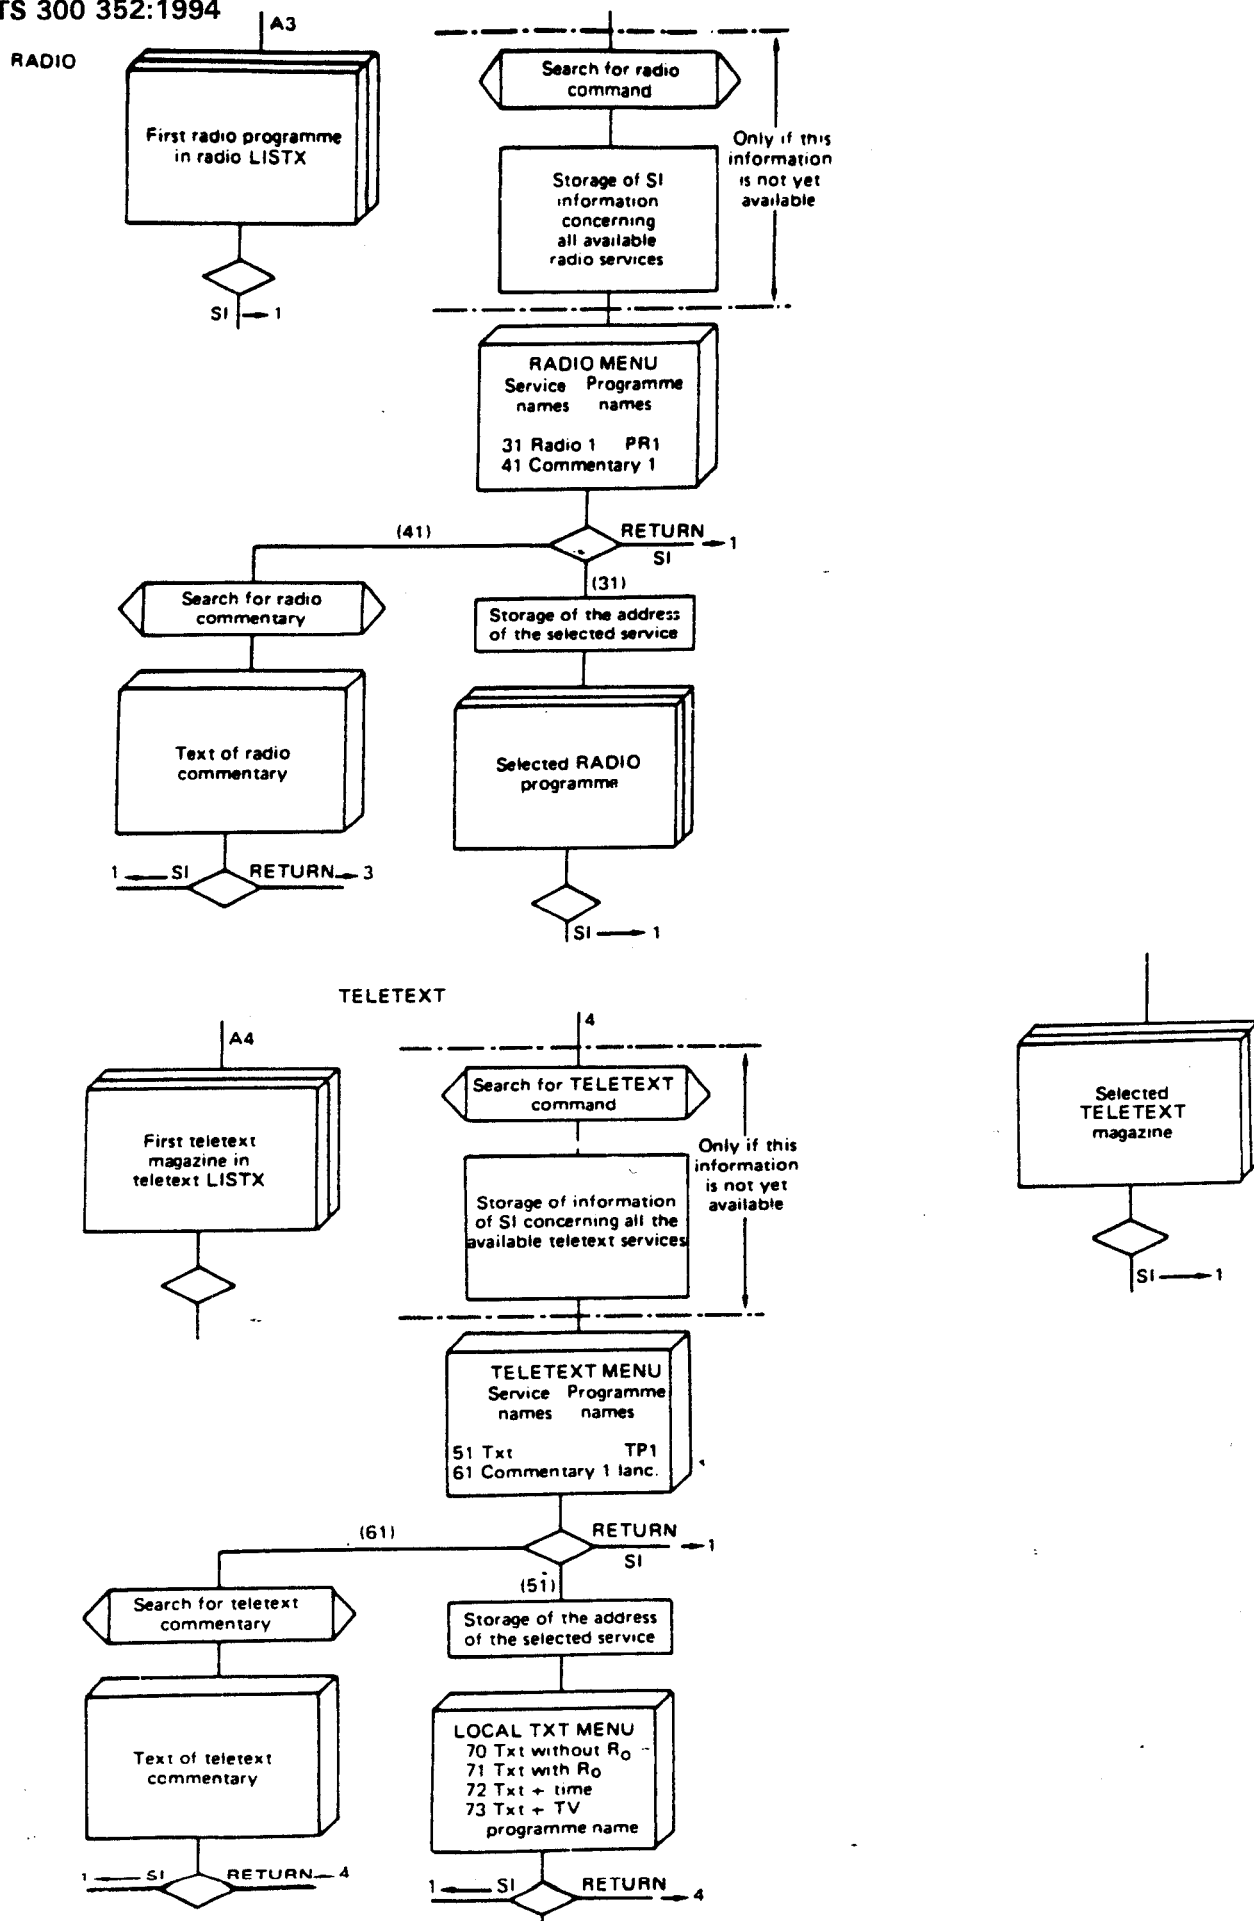 TS 300 352:1994
RADIO
A3
First radio programme
in radio LISTX
SI → 1
Search for radio
command
Storage of SI
information
concerning
all available
radio services
Only if this
information
is not yet
available
RADIO MENU
Service Programme
names names
31 Radio 1 PR1
41 Commentary 1
(41)
RETURN
SI → 1
(31)
Search for radio
commentary
Storage of the address
of the selected service
Text of radio
commentary
Selected RADIO
programme
1 ← SI RETURN → 3
SI → 1
TELETEXT
A4
4
First teletext
magazine in
teletext LISTX
Search for TELETEXT
command
Storage of information
of SI concerning all the
available teletext services
Only if this
information
is not yet
available
Selected
TELETEXT
magazine
SI → 1
TELETEXT MENU
Service Programme
names names
51 Txt TP1
61 Commentary 1 lanc.
(61)
RETURN
SI → 1
(51)
Search for teletext
commentary
Storage of the address
of the selected service
Text of teletext
commentary
LOCAL TXT MENU
70 Txt without R₀
71 Txt with R₀
72 Txt + time
73 Txt + TV
programme name
1 ← SI RETURN → 4
1 ← SI RETURN → 4